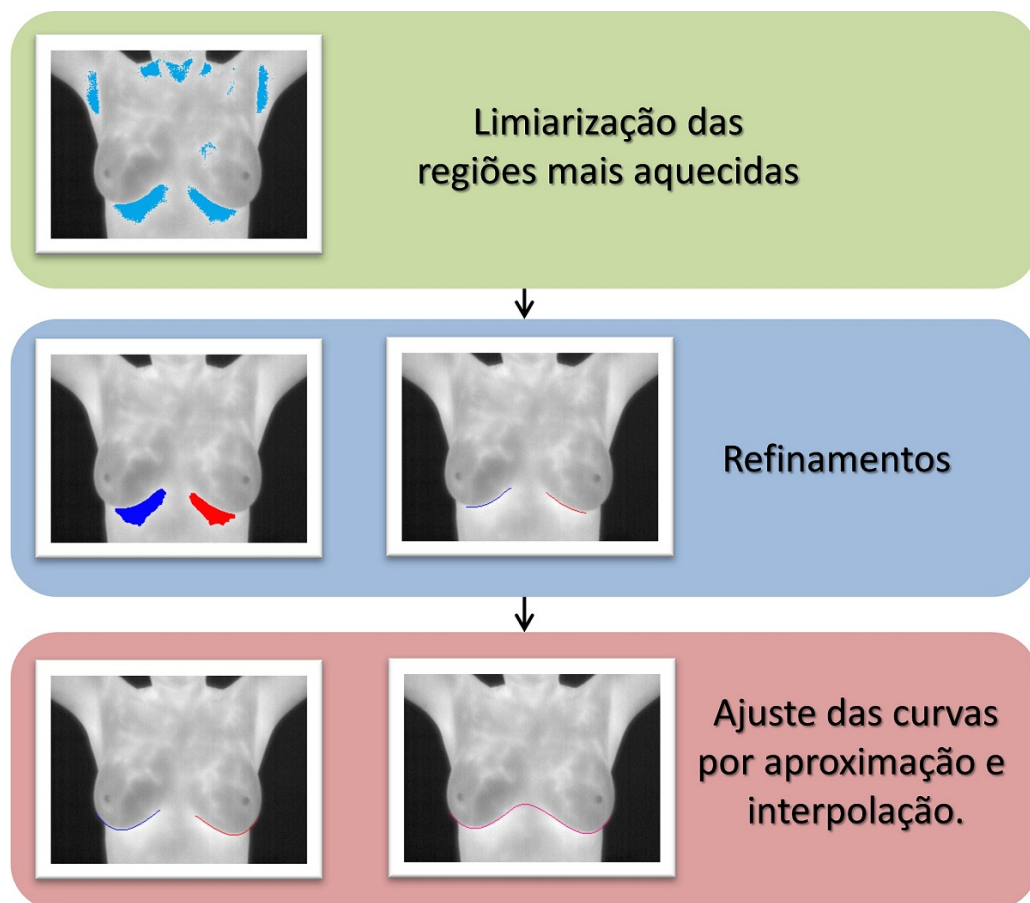 Limiarização das
regiões mais aquecidas
Refinamentos
Ajuste das curvas
por aproximação e
interpolação.